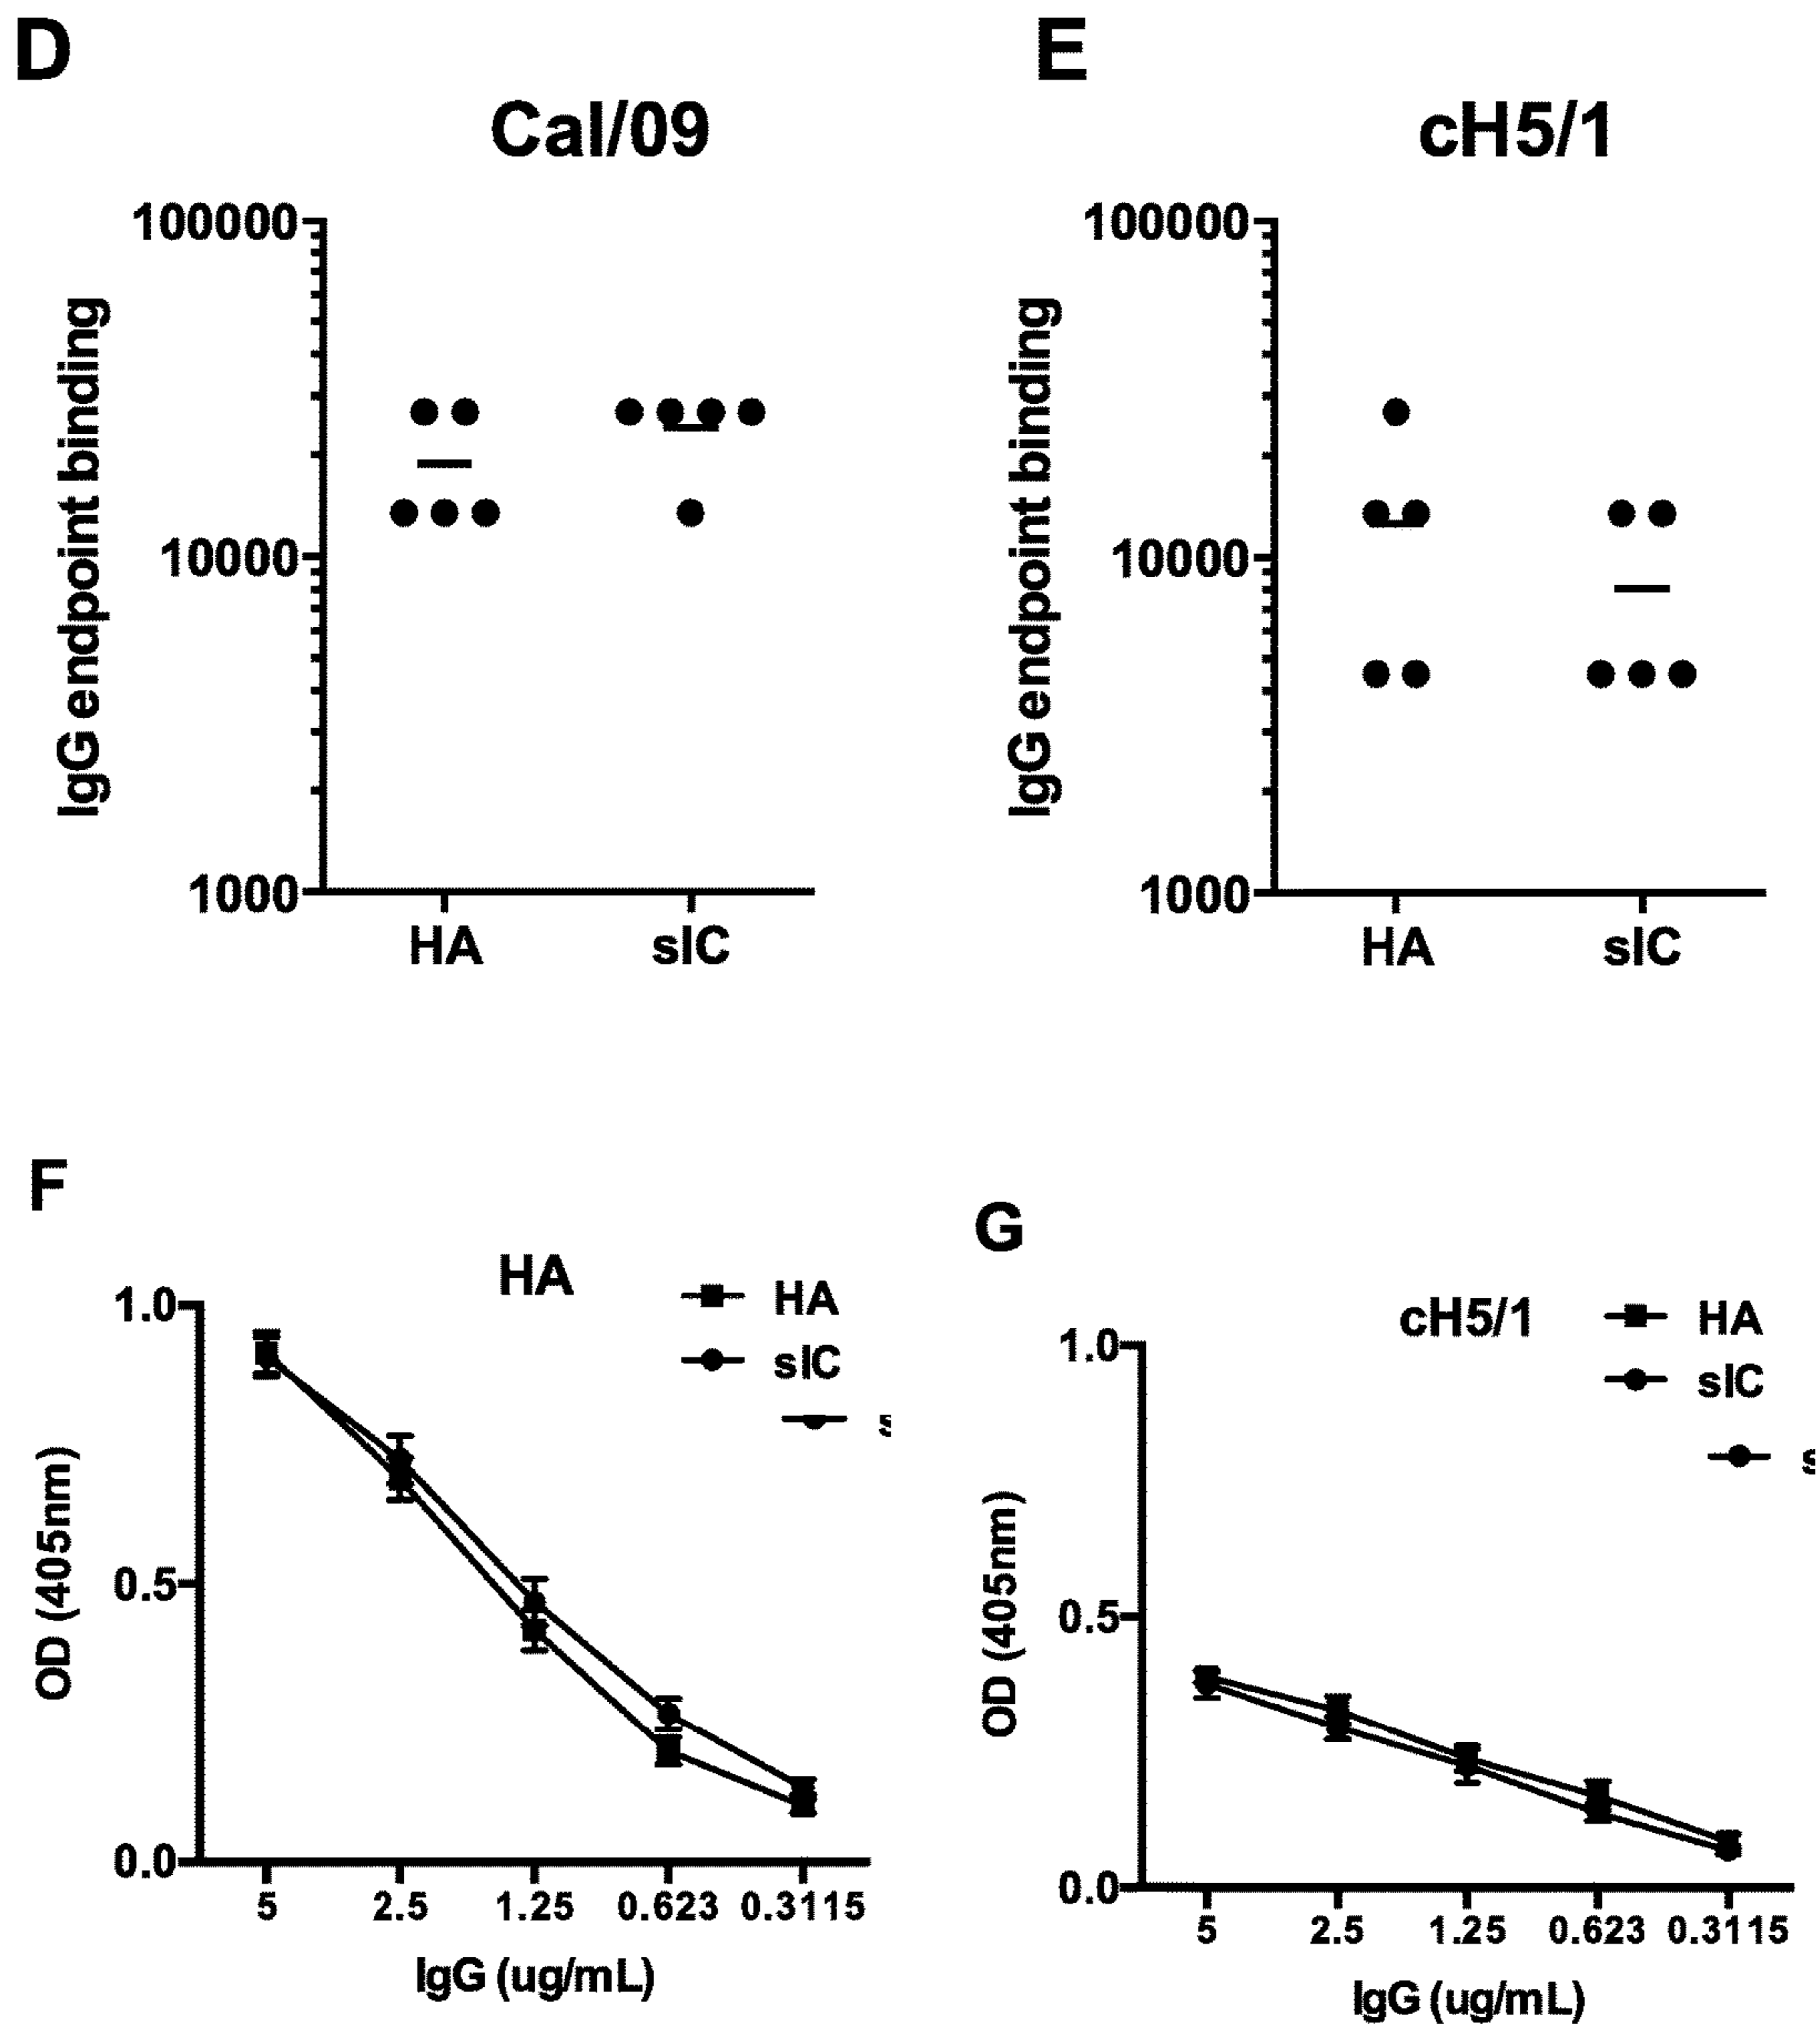 D
Cal/09
100000
10000
1000
IgG endpoint binding
HA
sIC
E
cH5/1
100000
10000
1000
IgG endpoint binding
HA
sIC
F
HA
HA
sIC
1.0
0.5
0.0
OD (405nm)
5 2.5 1.25 0.623 0.3115
IgG (ug/mL)
G
cH5/1
HA
sIC
1.0
0.5
0.0
OD (405nm)
5 2.5 1.25 0.623 0.3115
IgG (ug/mL)